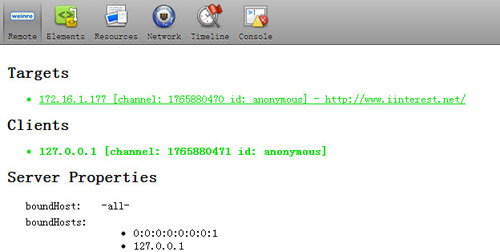 weinre
Remote Elements Resources Network Timeline Console
Targets
172.16.1.177 [channel: 1765880470 id: anonymous] - http://www.iinterest.net/
Clients
127.0.0.1 [channel: 1765880471 id: anonymous]
Server Properties
boundHost: -all-
boundHosts:
0:0:0:0:0:0:0:1
127.0.0.1